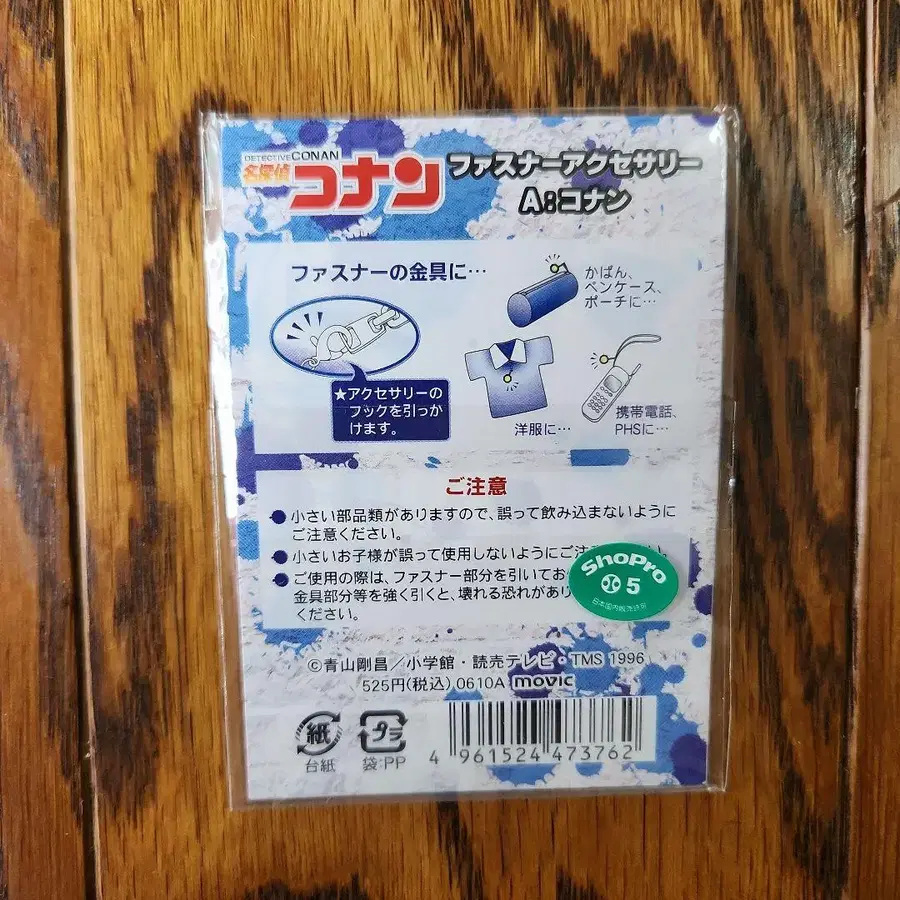 DETECTIVE CONAN
名探偵
コナン
ファスナーアクセサリー
A:コナン
ファスナーの金具に…
かばん、
ペンケース、
ポーチに…
★アクセサリーの
フックを引っか
けます。
洋服に…
携帯電話、
PHSに…
ご注意
●小さい部品類がありますので、誤って飲み込まないように
ご注意ください。
●小さいお子様が誤って使用しないようにご注
●ご使用の際は、ファスナー部分を引いてお
金具部分等を強く引くと、壊れる恐れがあり
ください。
ShoPro
5
©青山剛昌/小学館・読売テレビ・TMS 1996
525円(税込)0610A movic
紙
プラ
台紙
袋:PP
4 961524 473762